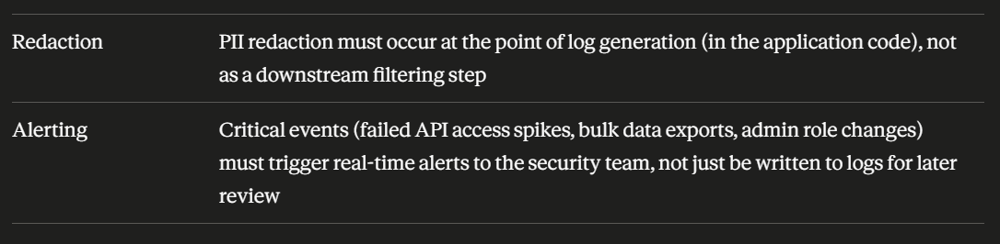 Redaction
PII redaction must occur at the point of log generation (in the application code), not
as a downstream filtering step
Alerting
Critical events (failed API access spikes, bulk data exports, admin role changes)
must trigger real-time alerts to the security team, not just be written to logs for later
review